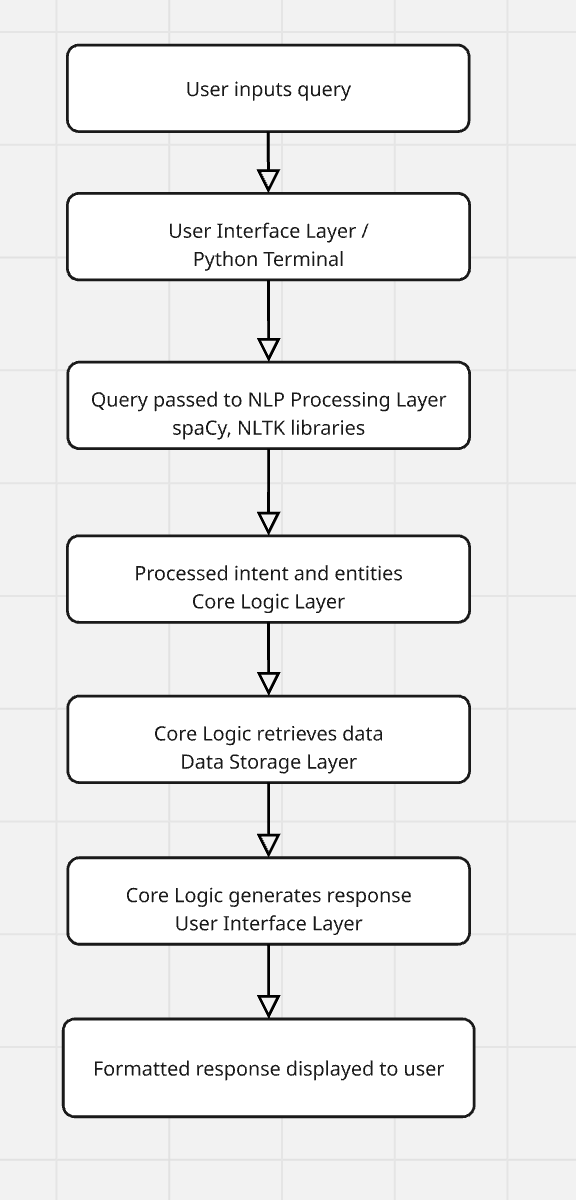 User inputs query
User Interface Layer /
Python Terminal
Query passed to NLP Processing Layer
spaCy, NLTK libraries
Processed intent and entities
Core Logic Layer
Core Logic retrieves data
Data Storage Layer
Core Logic generates response
User Interface Layer
Formatted response displayed to user